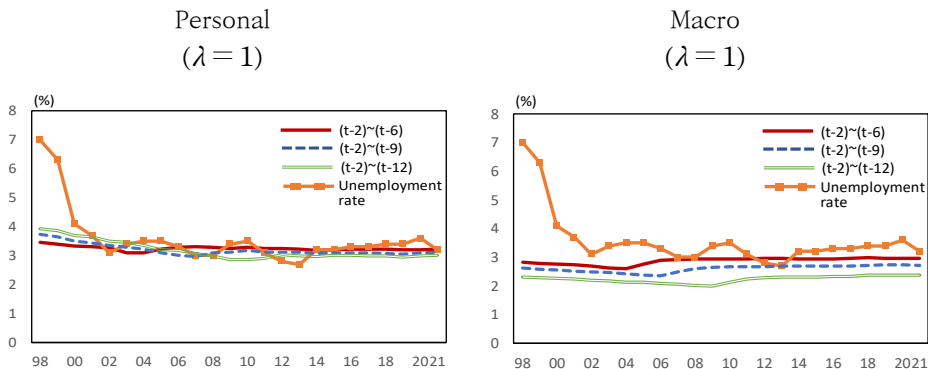 Personal
(λ = 1)
(%)
8
7
6
5
4
3
2
1
0
98 00 02 04 06 08 10 12 14 16 18 2021
(t-2)~(t-6)
(t-2)~(t-9)
(t-2)~(t-12)
Unemployment
rate
Macro
(λ = 1)
(%)
8
7
6
5
4
3
2
1
0
98 00 02 04 06 08 10 12 14 16 18 2021
(t-2)~(t-6)
(t-2)~(t-9)
(t-2)~(t-12)
Unemployment
rate